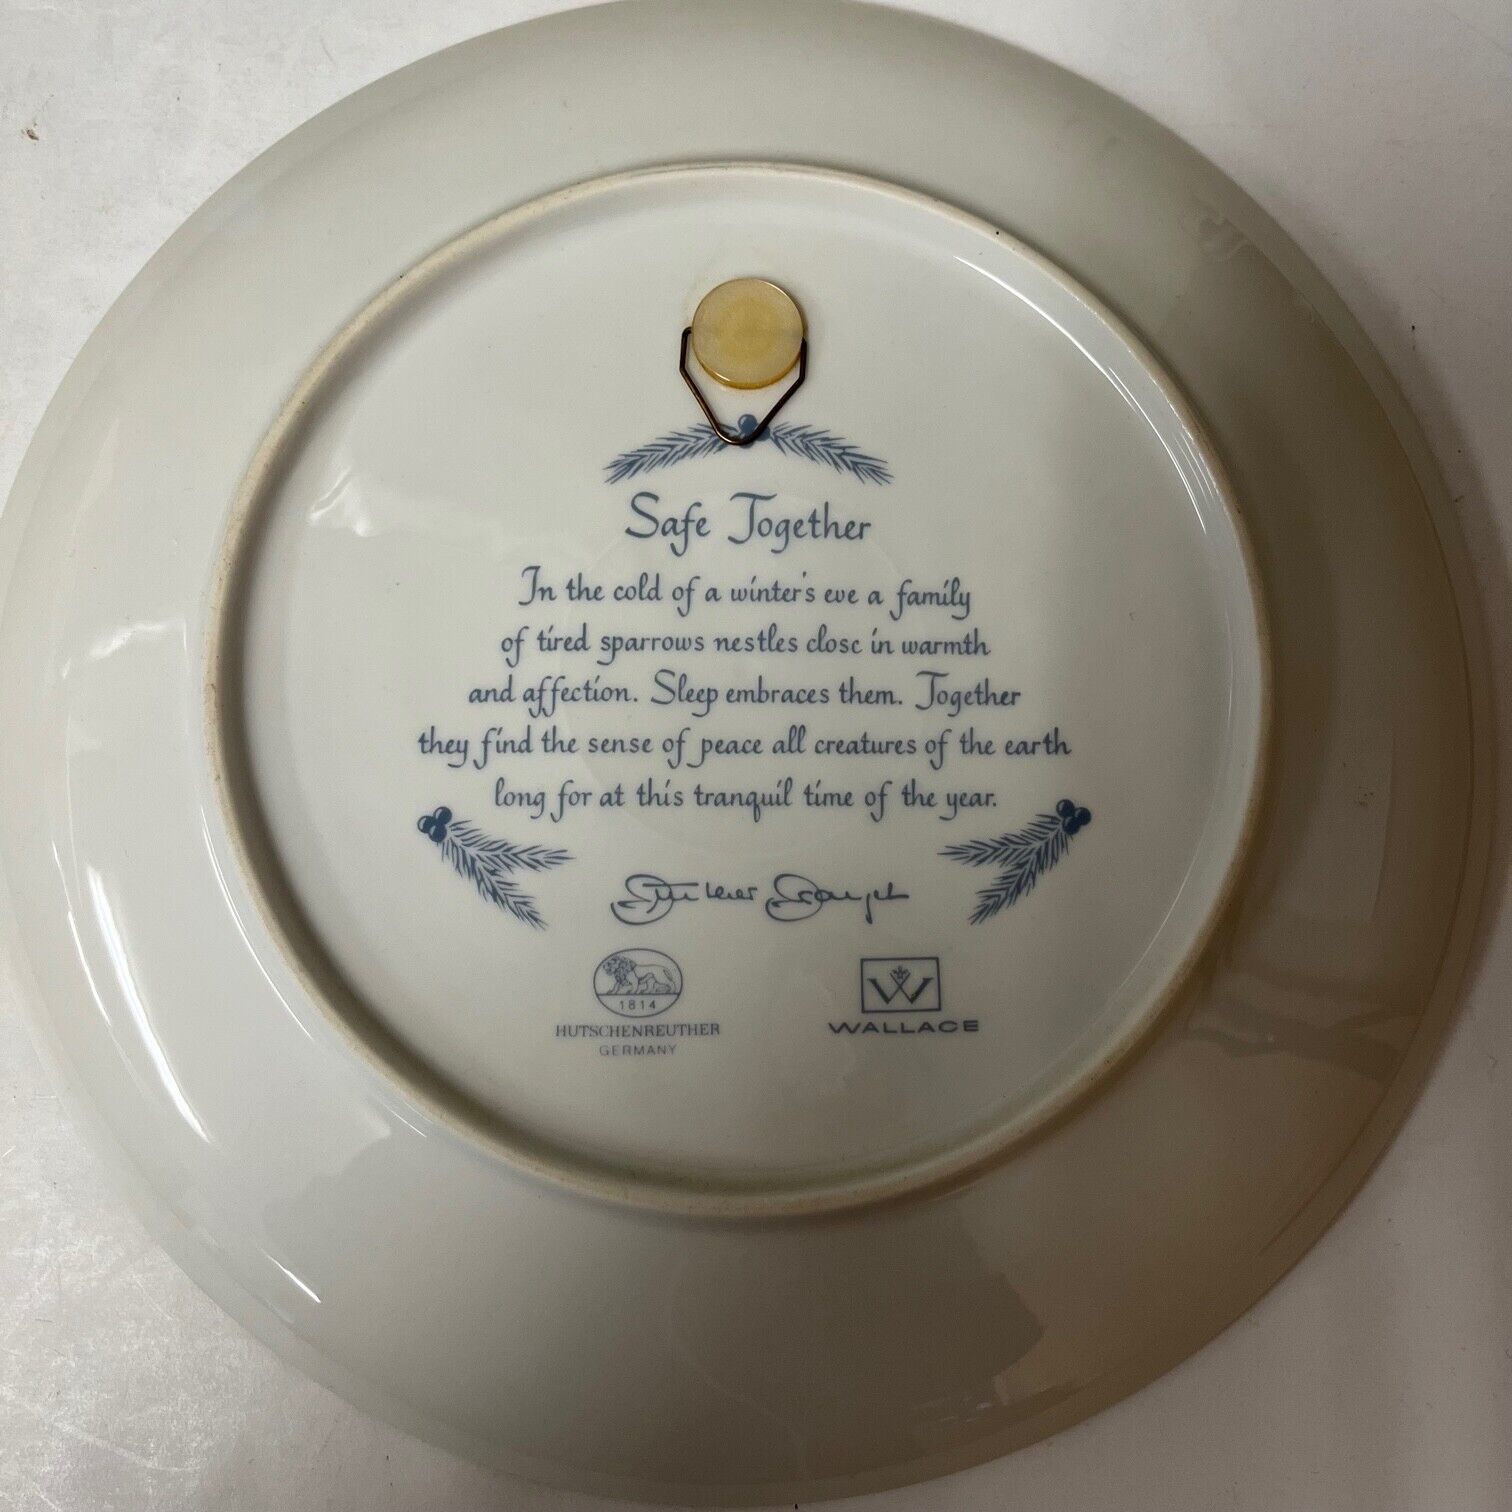 Safe Together
In the cold of a winter's eve a family
of tired sparrows nestles close in warmth
and affection. Sleep embraces them. Together
they find the sense of peace all creatures of the earth
long for at this tranquil time of the year.
1814
HUTSCHENREUTHER
GERMANY
W
WALLACE